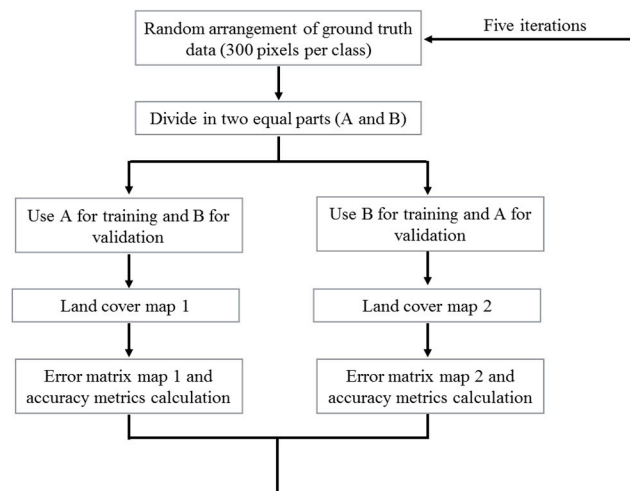 Random arrangement of ground truth
data (300 pixels per class)
Five iterations
Divide in two equal parts (A and B)
Use A for training and B for
validation
Use B for training and A for
validation
Land cover map 1
Land cover map 2
Error matrix map 1 and
accuracy metrics calculation
Error matrix map 2 and
accuracy metrics calculation